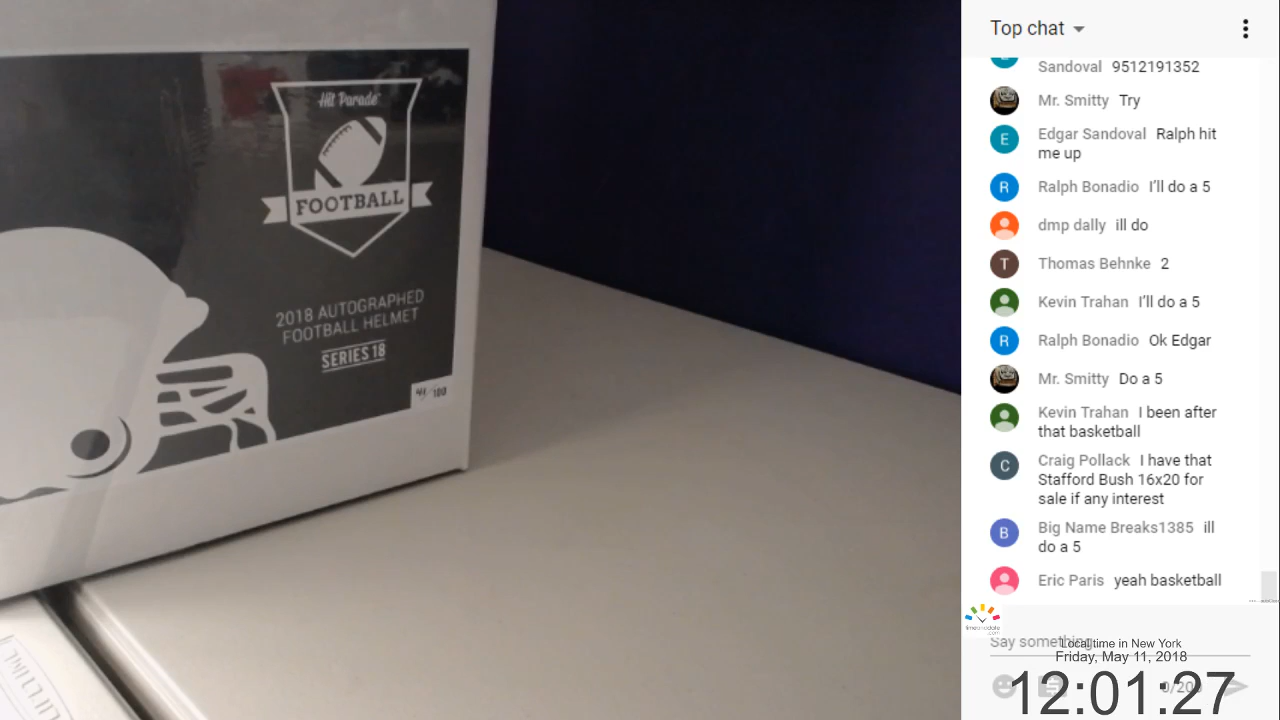 Hit Parade
FOOTBALL
2018 AUTOGRAPHED
FOOTBALL HELMET
SERIES 18
Top chat
Sandoval 9512191352
Mr. Smitty Try
Edgar Sandoval Ralph hit
me up
Ralph Bonadio I'll do a 5
dmp dally ill do
Thomas Behnke 2
Kevin Trahan I'll do a 5
Ralph Bonadio Ok Edgar
Mr. Smitty Do a 5
Kevin Trahan I been after
that basketball
Craig Pollack I have that
Stafford Bush 16x20 for
sale if any interest
Big Name Breaks1385 ill
do a 5
Eric Paris yeah basketball
Say something...
Local time in New York
Friday, May 11, 2018
12:01:27
0/200